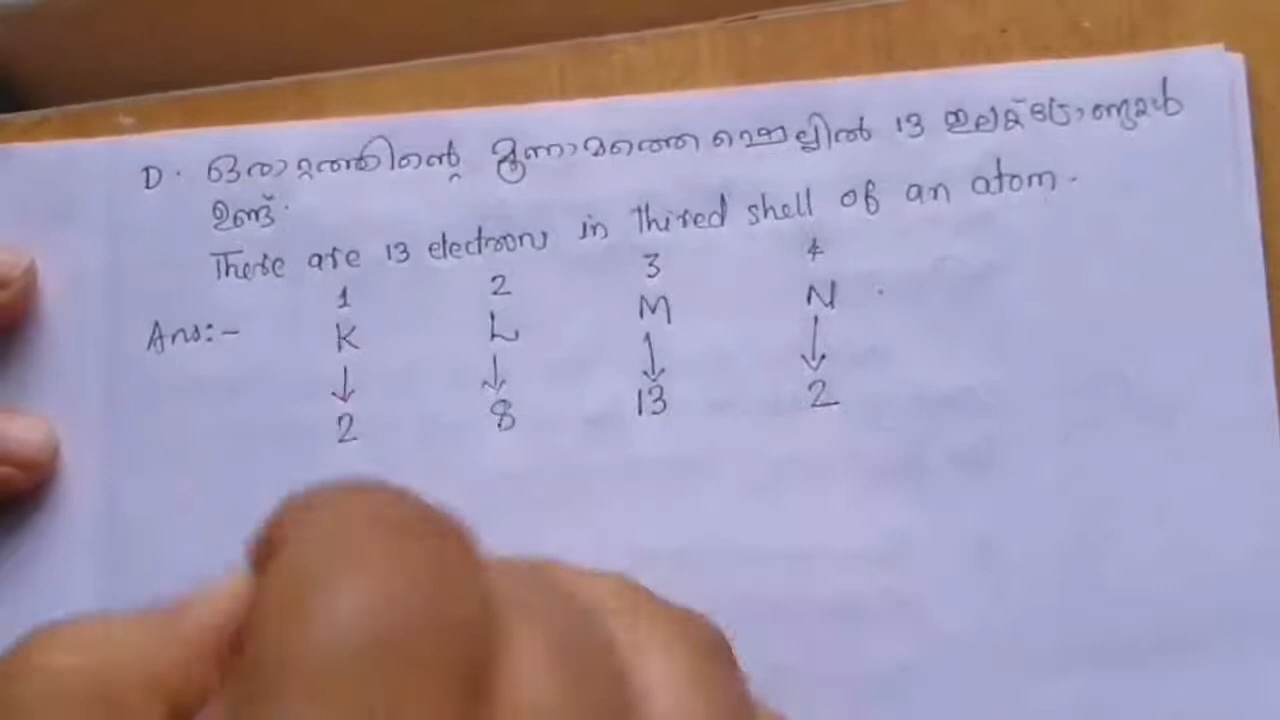 D. ഒരാറ്റത്തിന്റെ മൂന്നാമത്തെ ഷെല്ലിൽ 13 ഇലക്ട്രോണുകൾ
ഉണ്ട്.
There are 13 electrons in thired shell of an atom.
1 2 3 4
Ans:- K L M N
↓ ↓ ↓ ↓
2 8 13 2